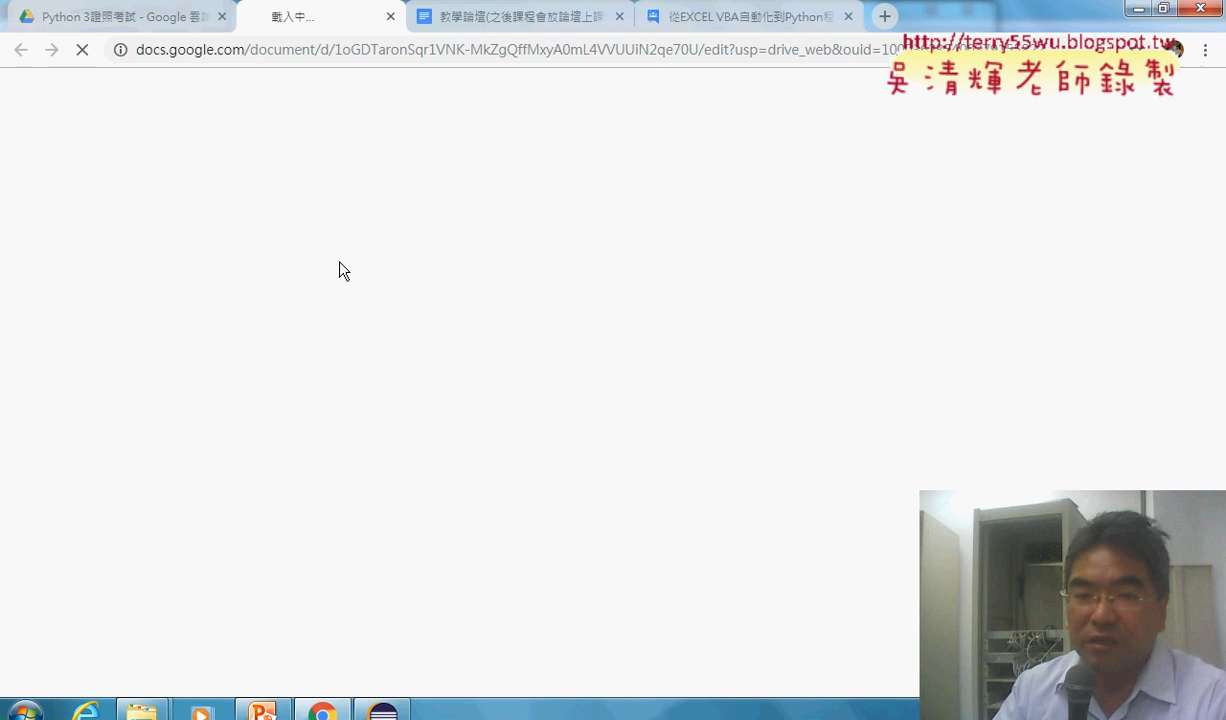 Python 3證照考試 - Google 雲端
載入中...
教學論壇(之後課程會放論壇上課
從EXCEL VBA自動化到Python程
docs.google.com/document/d/1oGDTaronSqr1VNK-MkZgQffMxyA0mL4VVUUiN2qe70U/edit?usp=drive_web&ouid=10
http://terry55wu.blogspot.tw
吳清輝老師錄製